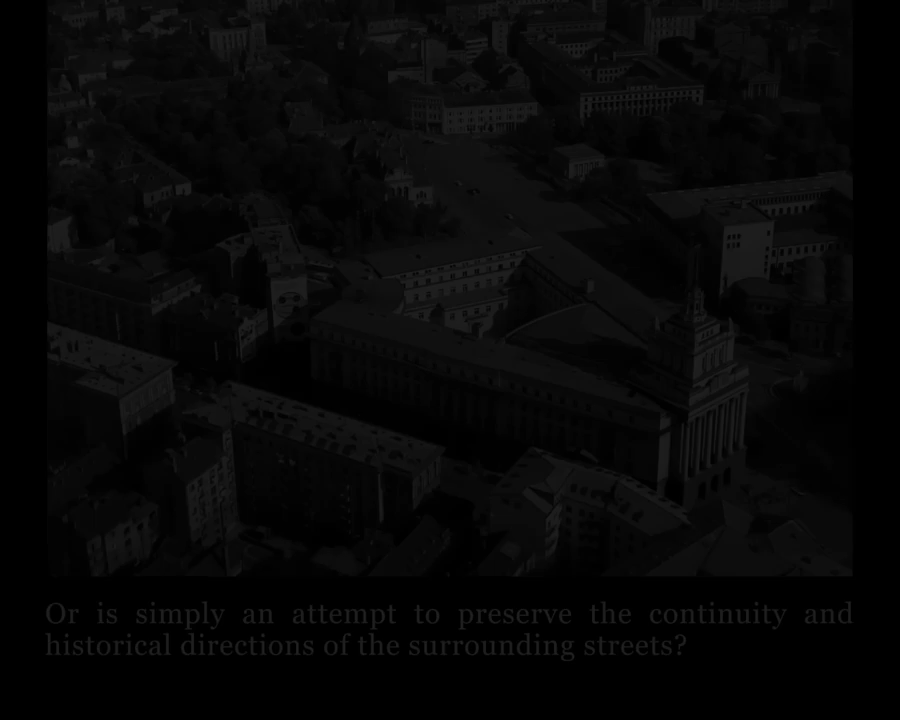 Or is simply an attempt to preserve the continuity and
historical directions of the surrounding streets?